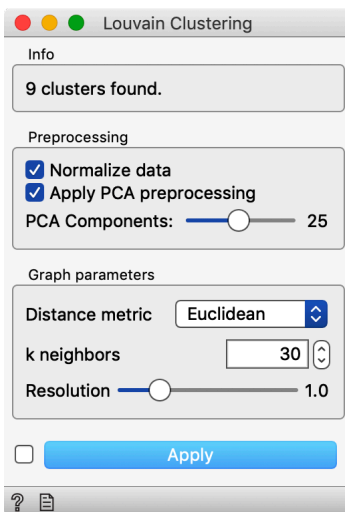 Louvain Clustering
Info
9 clusters found.
Preprocessing
Normalize data
Apply PCA preprocessing
PCA Components: 25
Graph parameters
Distance metric Euclidean
k neighbors 30
Resolution 1.0
Apply
?